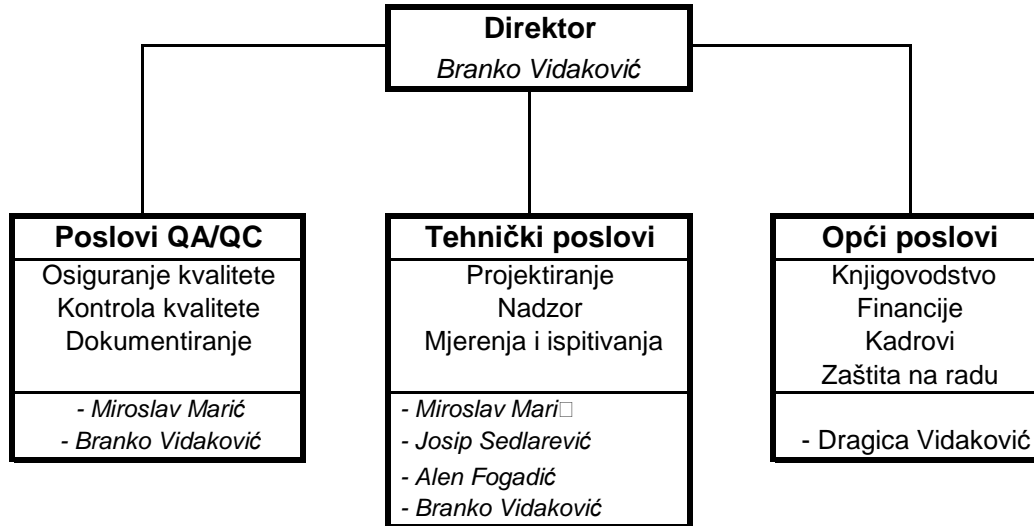 Direktor
Branko Vidaković
Poslovi QA/QC
Osiguranje kvalitete
Kontrola kvalitete
Dokumentiranje
- Miroslav Marić
- Branko Vidaković
Tehnički poslovi
Projektiranje
Nadzor
Mjerenja i ispitivanja
- Miroslav Mari□
- Josip Sedlarević
- Alen Fogadić
- Branko Vidaković
Opći poslovi
Knjigovodstvo
Financije
Kadrovi
Zaštita na radu
- Dragica Vidaković